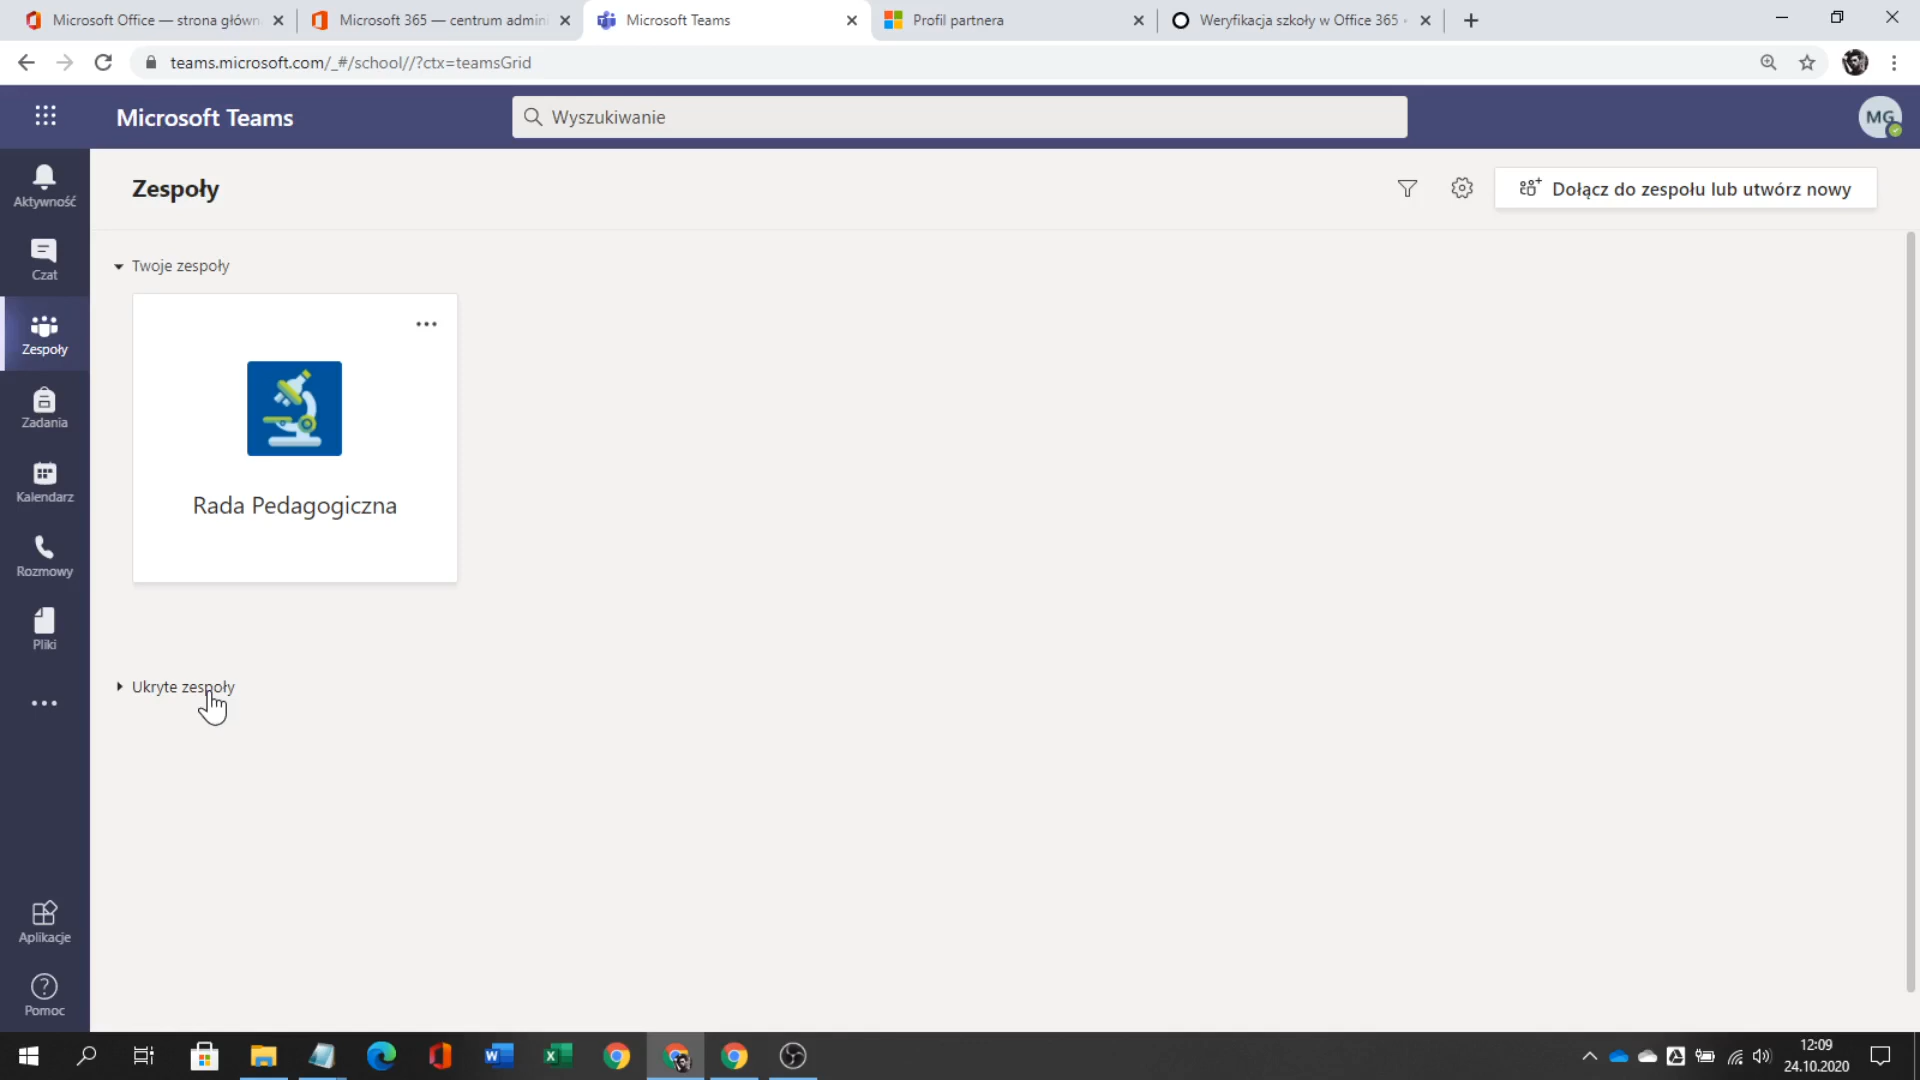 Microsoft Office — strona główn
Microsoft 365 — centrum admini
Microsoft Teams
Profil partnera
Weryfikacja szkoły w Office 365
teams.microsoft.com/_#/school//?ctx=teamsGrid
Microsoft Teams
Wyszukiwanie
MG
Aktywność
Czat
Zespoły
Zadania
Kalendarz
Rozmowy
Pliki
Aplikacje
Pomoc
Zespoły
Dołącz do zespołu lub utwórz nowy
Twoje zespoły
Rada Pedagogiczna
Ukryte zespoły
12:09
24.10.2020